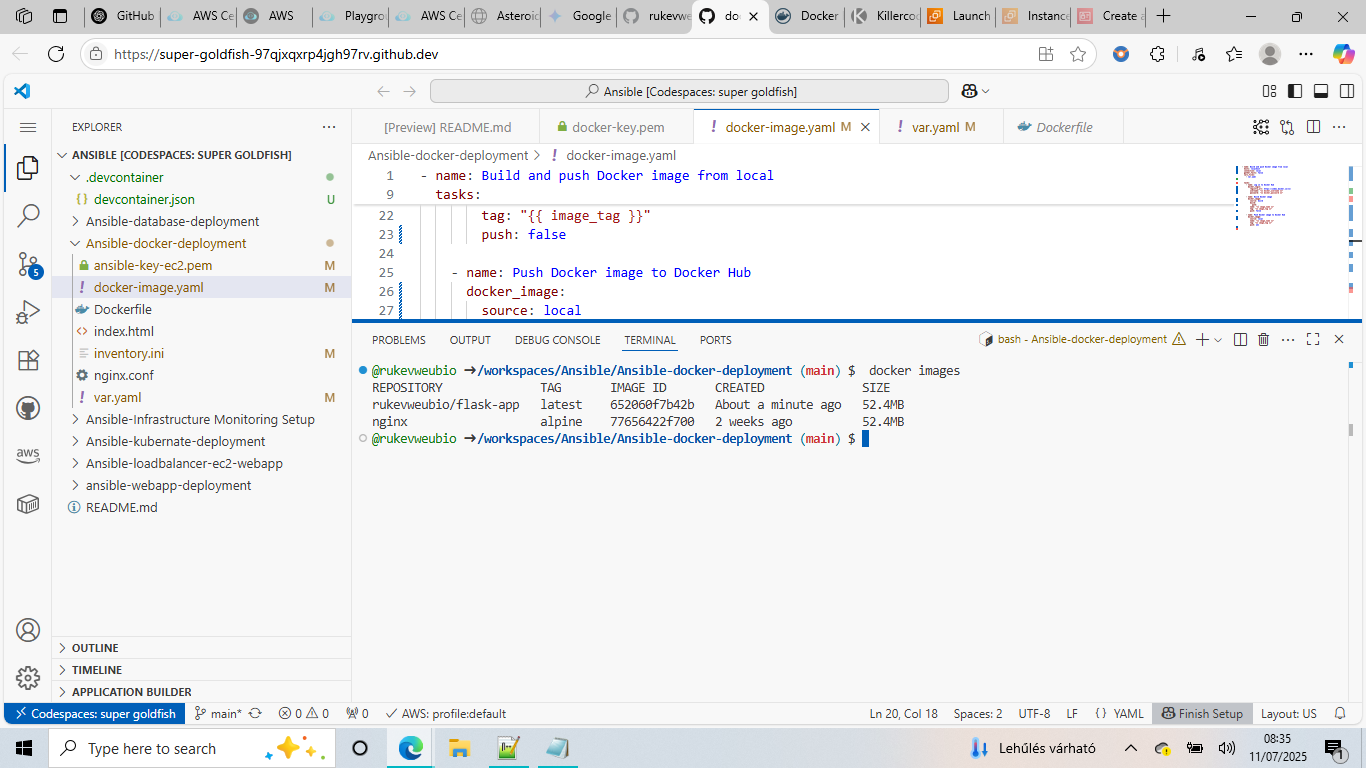 GitHub
AWS Ce
AWS
Playgrou
AWS Ce
Asteroid
Google
rukevwe
do
Docker
Killercod
Launch
Instance
Create a
https://super-goldfish-97qjxqxrp4jgh97rv.github.dev
Ansible [Codespaces: super goldfish]
EXPLORER
[Preview] README.md
docker-key.pem
! docker-image.yaml M
! var.yaml M
Dockerfile
ANSIBLE [CODESPACES: SUPER GOLDFISH]
.devcontainer
{ } devcontainer.json U
Ansible-database-deployment
Ansible-docker-deployment
ansible-key-ec2.pem M
! docker-image.yaml M
Dockerfile
<> index.html
inventory.ini M
nginx.conf
! var.yaml M
Ansible-Infrastructure Monitoring Setup
Ansible-kubernate-deployment
Ansible-loadbalancer-ec2-webapp
ansible-webapp-deployment
README.md
5
aws
OUTLINE
TIMELINE
APPLICATION BUILDER
Ansible-docker-deployment > ! docker-image.yaml
1 - name: Build and push Docker image from local
9 tasks:
22 tag: "{{ image_tag }}"
23 push: false
24
25 - name: Push Docker image to Docker Hub
26 docker_image:
27 source: local
PROBLEMS OUTPUT DEBUG CONSOLE TERMINAL PORTS
bash - Ansible-docker-deployment
@rukevweubio ➜/workspaces/Ansible/Ansible-docker-deployment (main) $ docker images
REPOSITORY TAG IMAGE ID CREATED SIZE
rukevweubio/flask-app latest 652060f7b42b About a minute ago 52.4MB
nginx alpine 77656422f700 2 weeks ago 52.4MB
@rukevweubio ➜/workspaces/Ansible/Ansible-docker-deployment (main) $
Codespaces: super goldfish
main*
0 0
0
AWS: profile:default
Ln 20, Col 18
Spaces: 2
UTF-8
LF
{ } YAML
Finish Setup
Layout: US
Type here to search
Lehűlés várható
08:35
11/07/2025
1